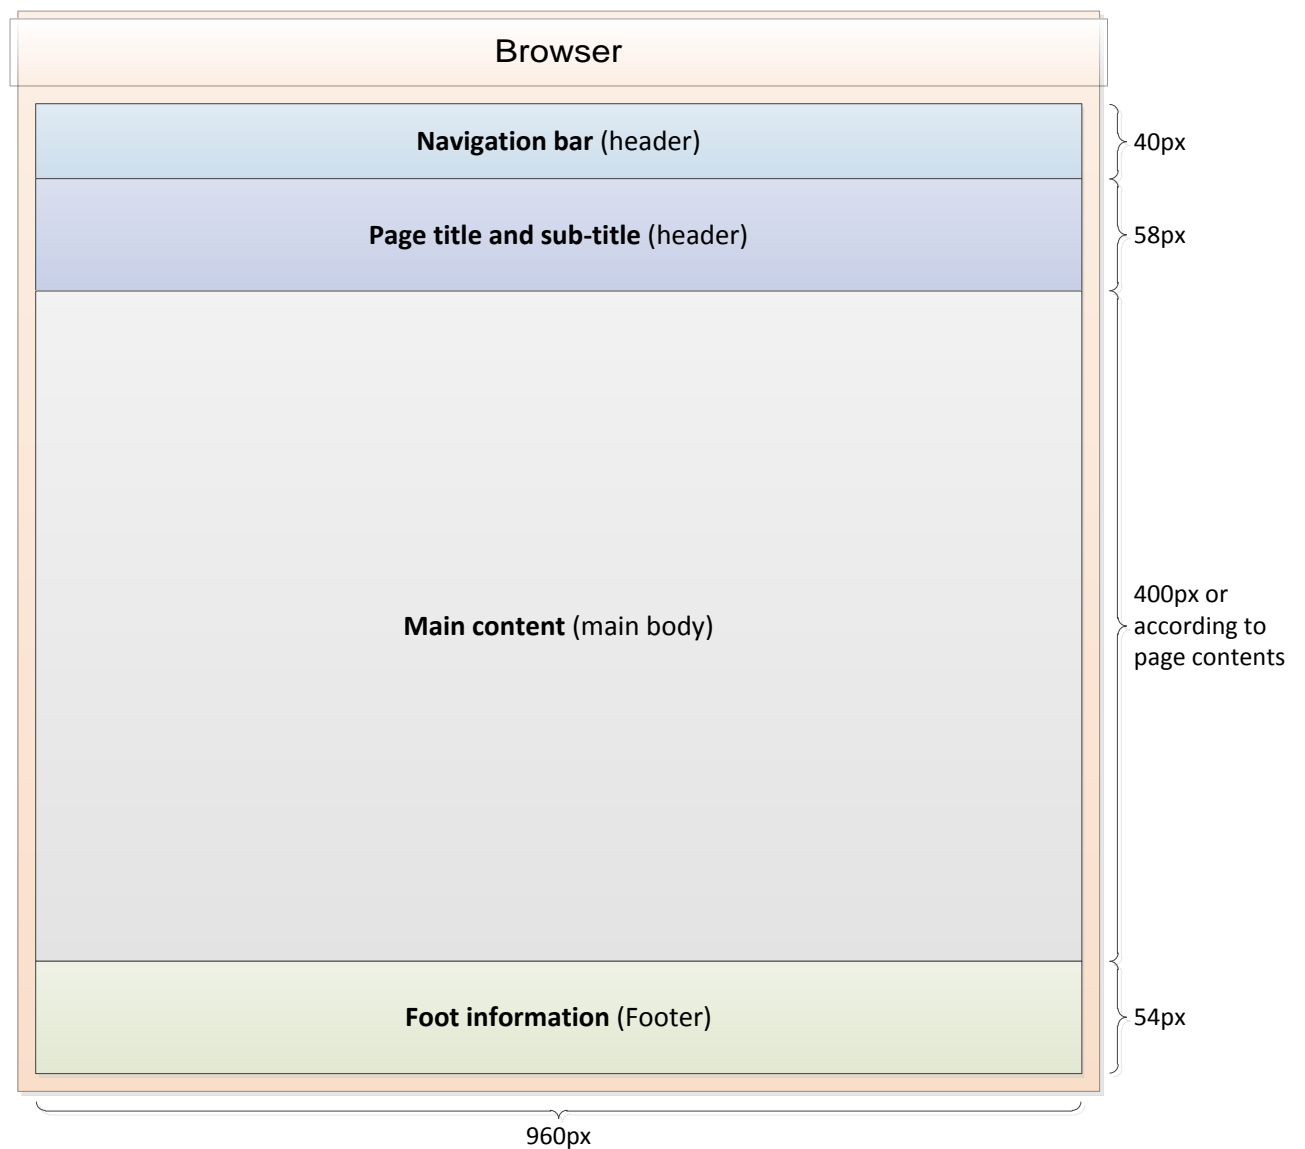 Browser
Navigation bar (header)
40px
Page title and sub-title (header)
58px
Main content (main body)
400px or
according to
page contents
Foot information (Footer)
54px
960px